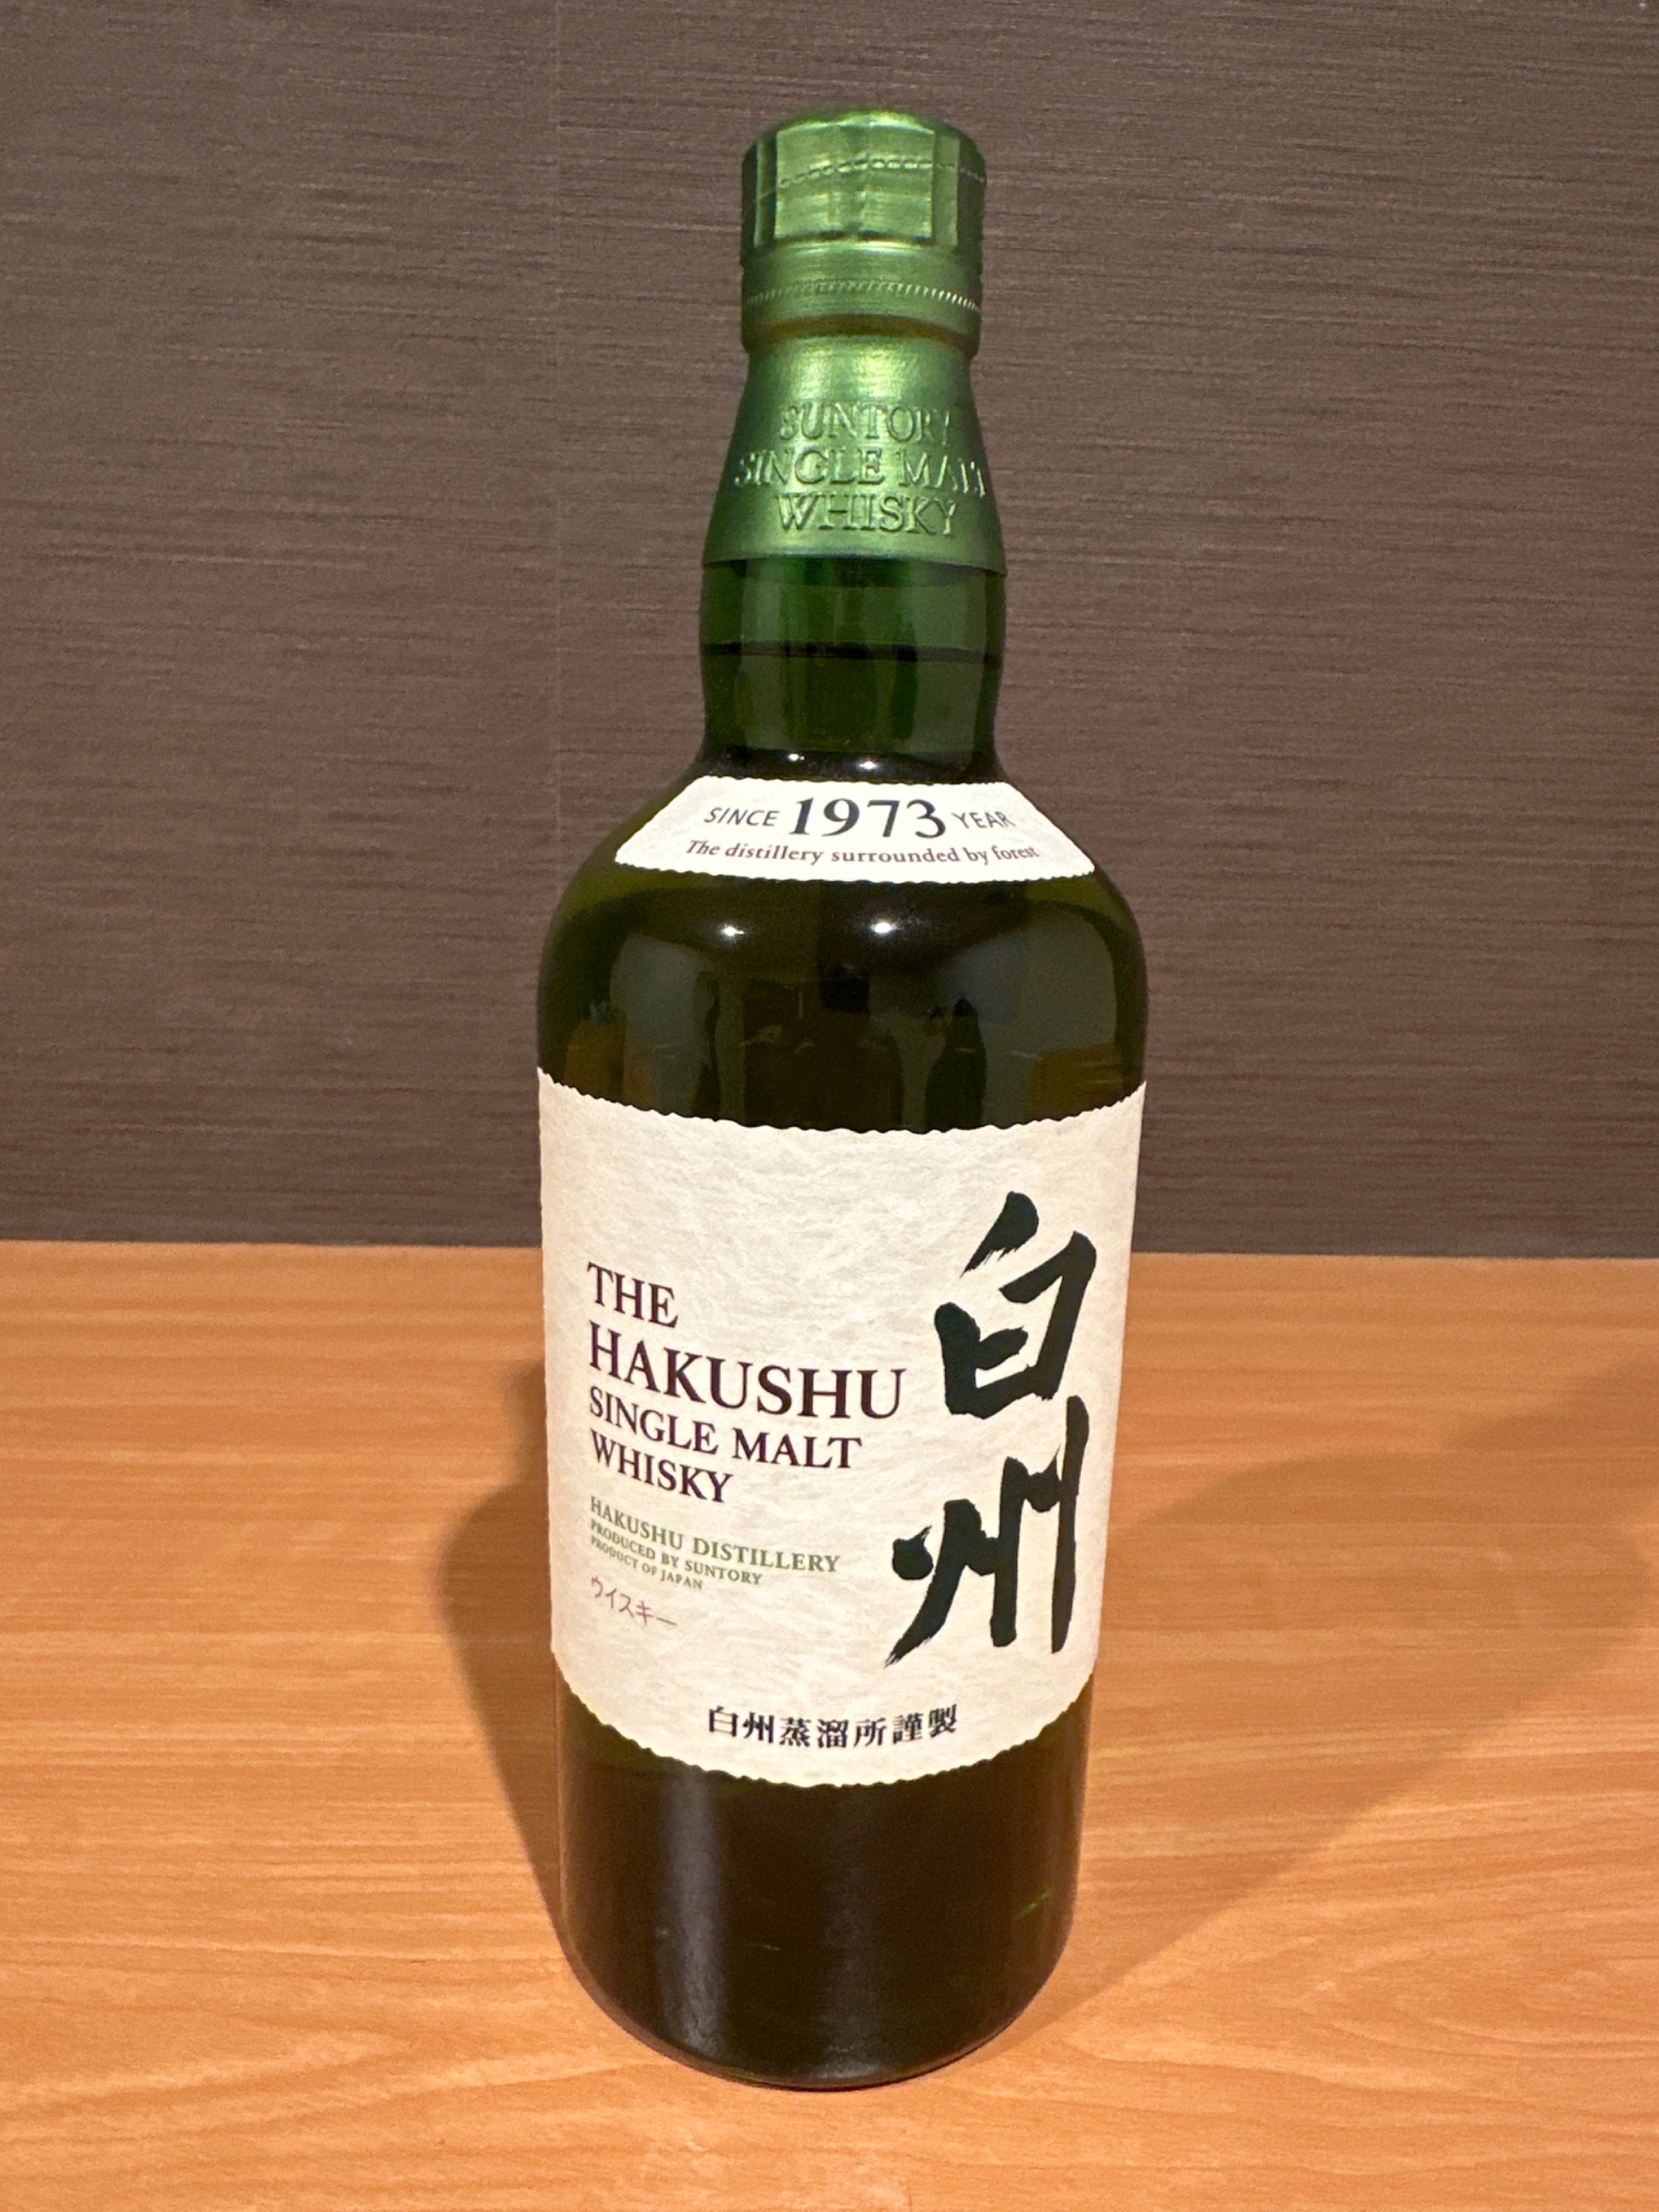 SUNTORY
SINGLE MALT
WHISKY
SINCE 1973 YEAR
The distillery surrounded by forest
THE
HAKUSHU
SINGLE MALT
WHISKY
HAKUSHU DISTILLERY
PRODUCED BY SUNTORY
PRODUCT OF JAPAN
ウイスキー
白州
白州蒸溜所謹製